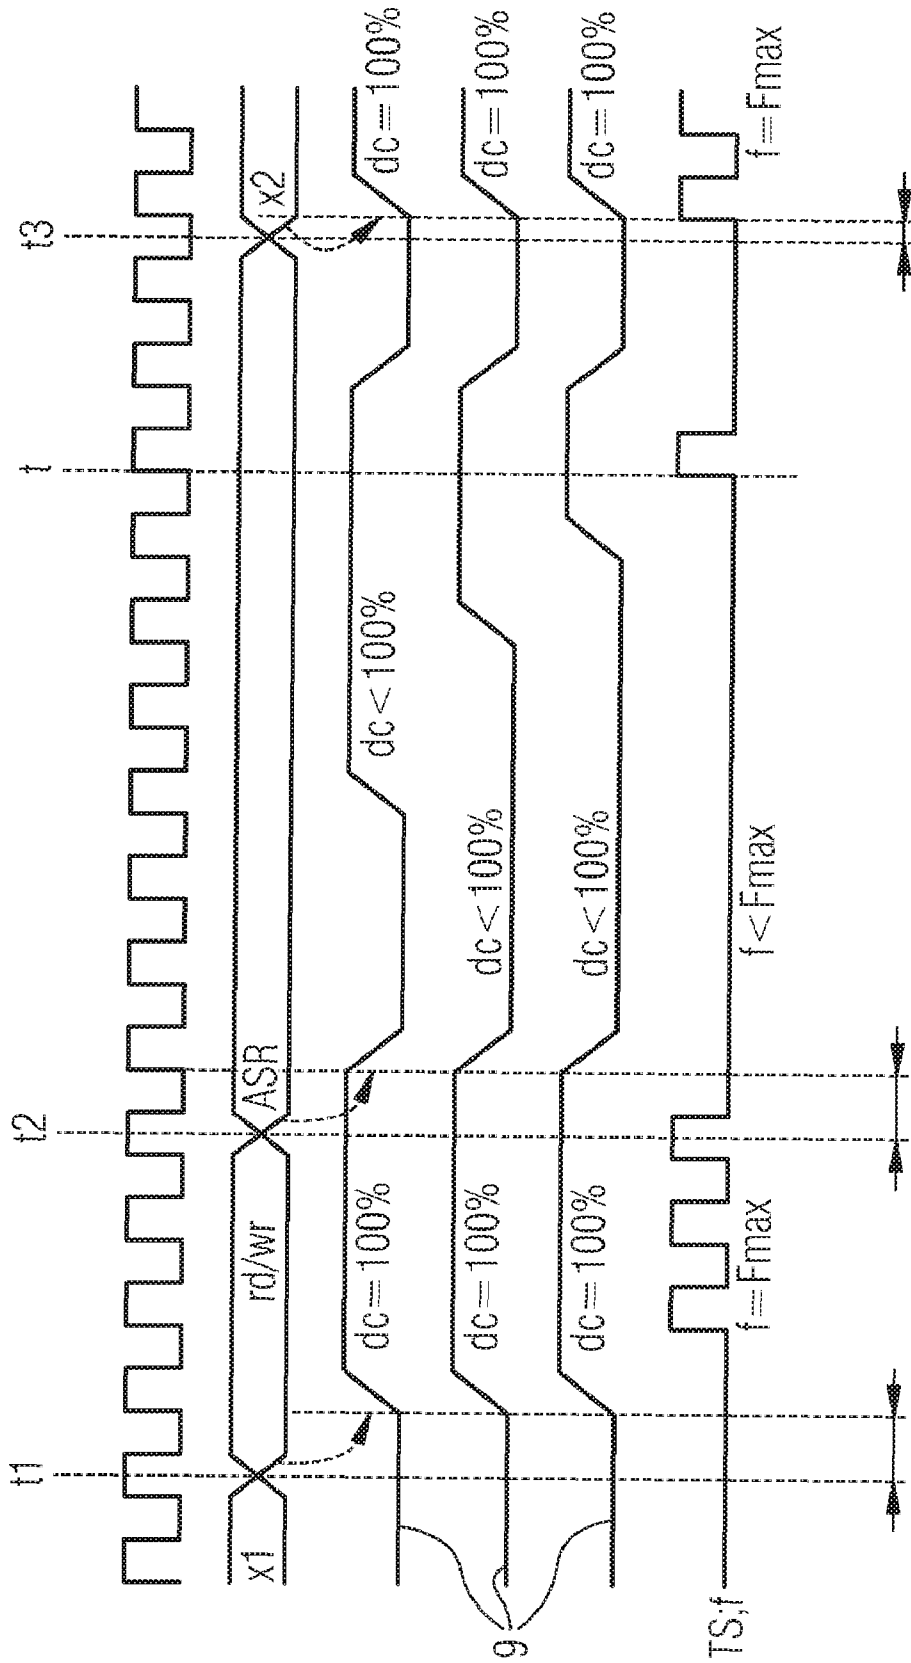 t1 t2 t t3
x1 rd/wr ASR x2
dc=100% dc<100% dc=100%
dc=100% dc<100% dc=100%
dc=100% dc<100% dc=100%
9
TS;f f=Fmax f<Fmax f=Fmax